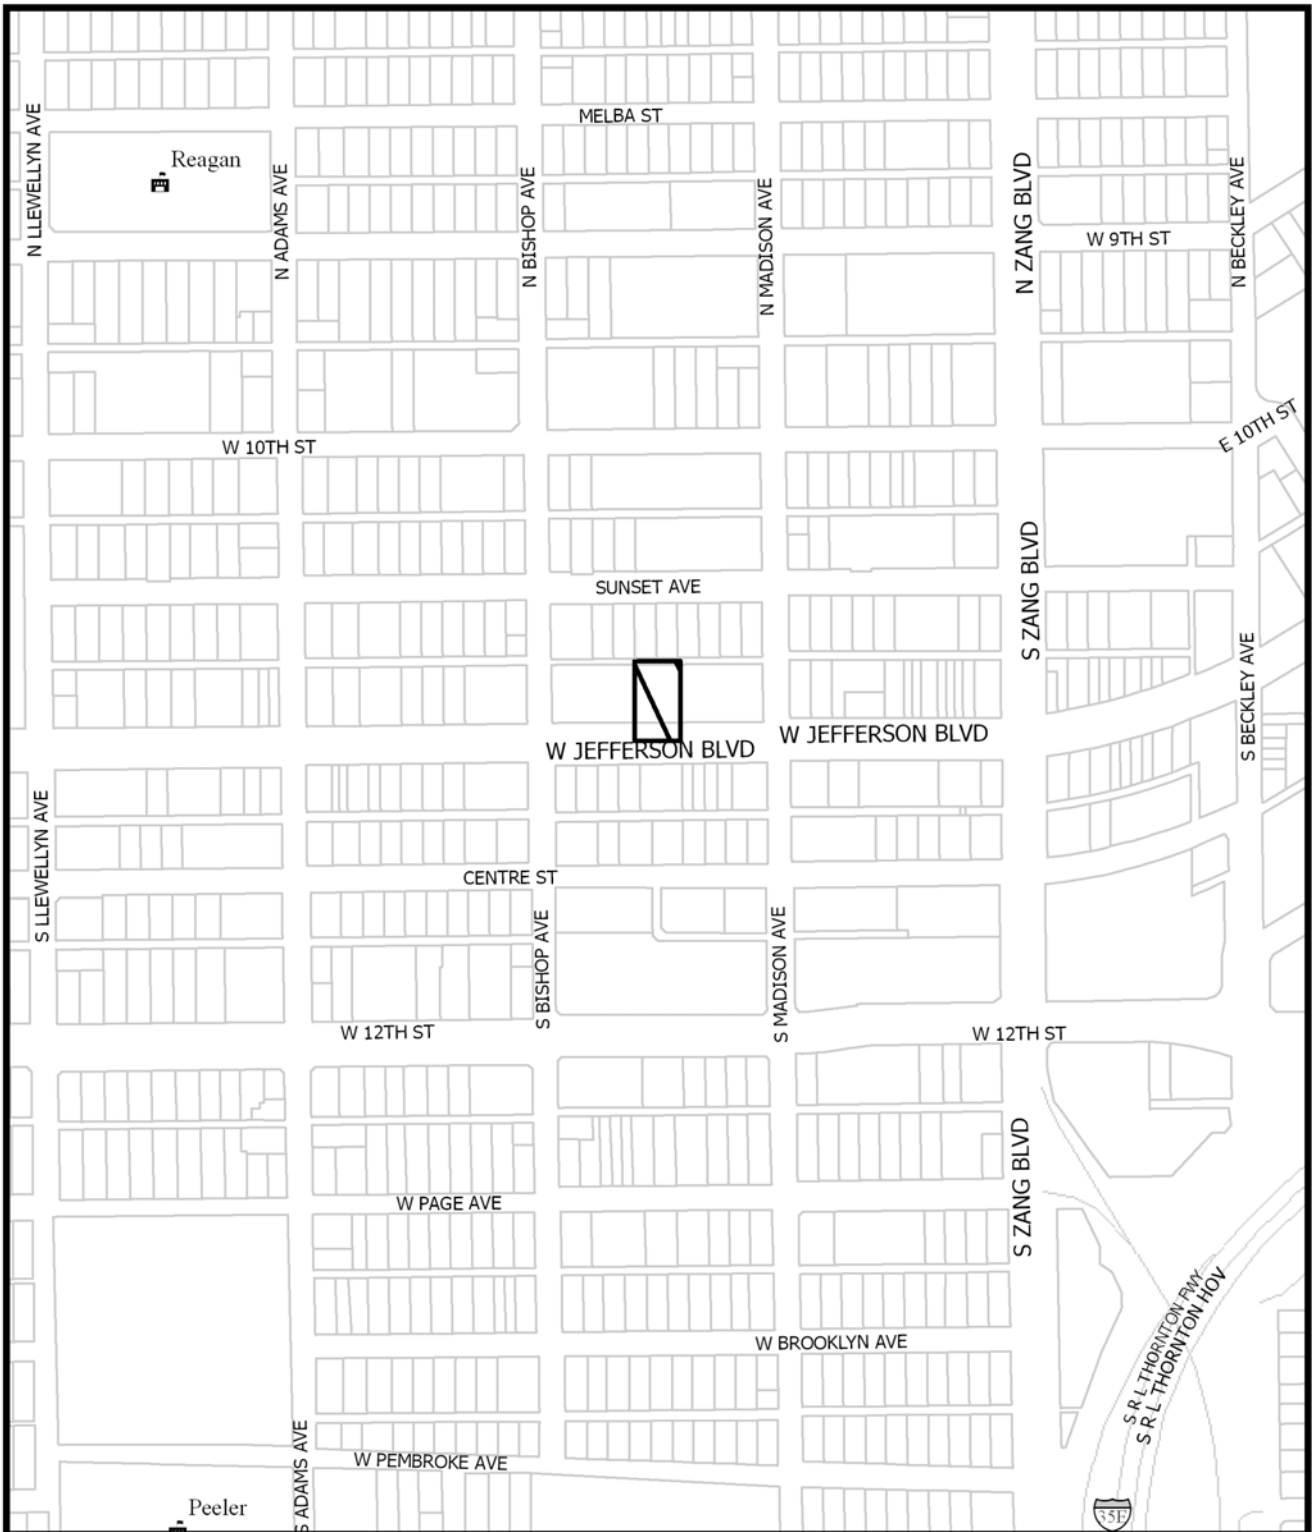 MELBA ST
N LLEWELLYN AVE
Reagan
N ADAMS AVE
N BISHOP AVE
N MADISON AVE
N ZANG BLVD
N BECKLEY AVE
W 9TH ST
E 10TH ST
W 10TH ST
SUNSET AVE
S ZANG BLVD
S BECKLEY AVE
W JEFFERSON BLVD
W JEFFERSON BLVD
S LLEWELLYN AVE
CENTRE ST
S BISHOP AVE
S MADISON AVE
W 12TH ST
W 12TH ST
S ZANG BLVD
W PAGE AVE
S R L THORNTON FWY
S R L THORNTON HOV
W BROOKLYN AVE
S ADAMS AVE
W PEMBROKE AVE
Peeler
35E